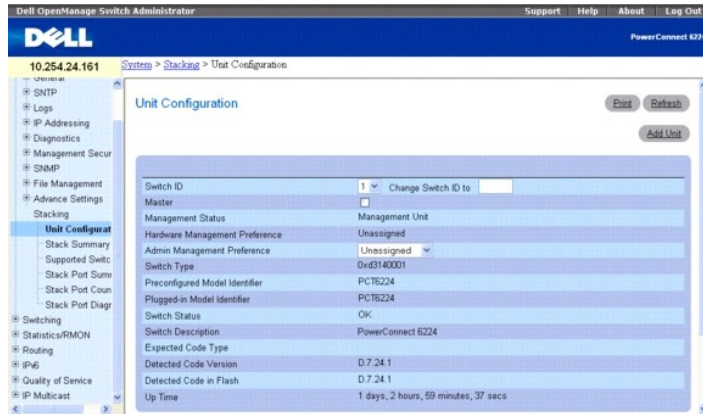 Dell OpenManage Switch Administrator
Support Help About Log Out
DELL
PowerConnect 622
10.254.24.161
System > Stacking > Unit Configuration
General
SNTP
Logs
IP Addressing
Diagnostics
Management Secur
SNMP
File Management
Advance Settings
Stacking
Unit Configurat
Stack Summary
Supported Switc
Stack Port Sum
Stack Port Coun
Stack Port Diagr
Switching
Statistics/RMON
Routing
IPv6
Quality of Service
IP Multicast
Unit Configuration
Print Refresh
Add Unit
Switch ID 1 Change Switch ID to
Master
Management Status Management Unit
Hardware Management Preference Unassigned
Admin Management Preference Unassigned
Switch Type 0xd3140001
Preconfigured Model Identifier PCT6224
Plugged-in Model Identifier PCT6224
Switch Status OK
Switch Description PowerConnect 6224
Expected Code Type
Detected Code Version D.7.24.1
Detected Code in Flash D.7.24.1
Up Time 1 days, 2 hours, 59 minutes, 37 secs